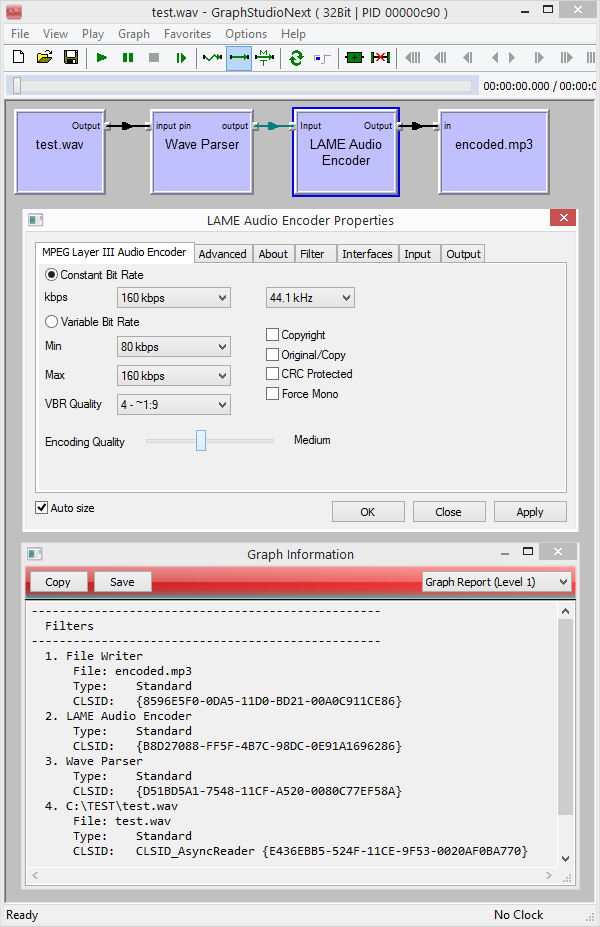 test.wav - GraphStudioNext ( 32Bit | PID 00000c90 )
File View Play Graph Favorites Options Help
00:00:00.000 / 00:00:
Output input pin output Input Output in
test.wav Wave Parser LAME Audio Encoder encoded.mp3
LAME Audio Encoder Properties
MPEG Layer III Audio Encoder Advanced About Filter Interfaces Input Output
Constant Bit Rate
kbps 160 kbps 44.1 kHz
Variable Bit Rate
Min 80 kbps
Copyright
Original/Copy
Max 160 kbps
CRC Protected
Force Mono
VBR Quality 4 - ~1:9
Encoding Quality Medium
Auto size OK Close Apply
Graph Information
Copy Save Graph Report (Level 1)
--------------------------------------------------
Filters
--------------------------------------------------
1. File Writer
File: encoded.mp3
Type: Standard
CLSID: {8596E5F0-0DA5-11D0-BD21-00A0C911CE86}
2. LAME Audio Encoder
Type: Standard
CLSID: {B8D27088-FF5F-4B7C-98DC-0E91A1696286}
3. Wave Parser
Type: Standard
CLSID: {D51BD5A1-7548-11CF-A520-0080C77EF58A}
4. C:\TEST\test.wav
File: test.wav
Type: Standard
CLSID: CLSID_AsyncReader {E436EBB5-524F-11CE-9F53-0020AF0BA770}
Ready No Clock